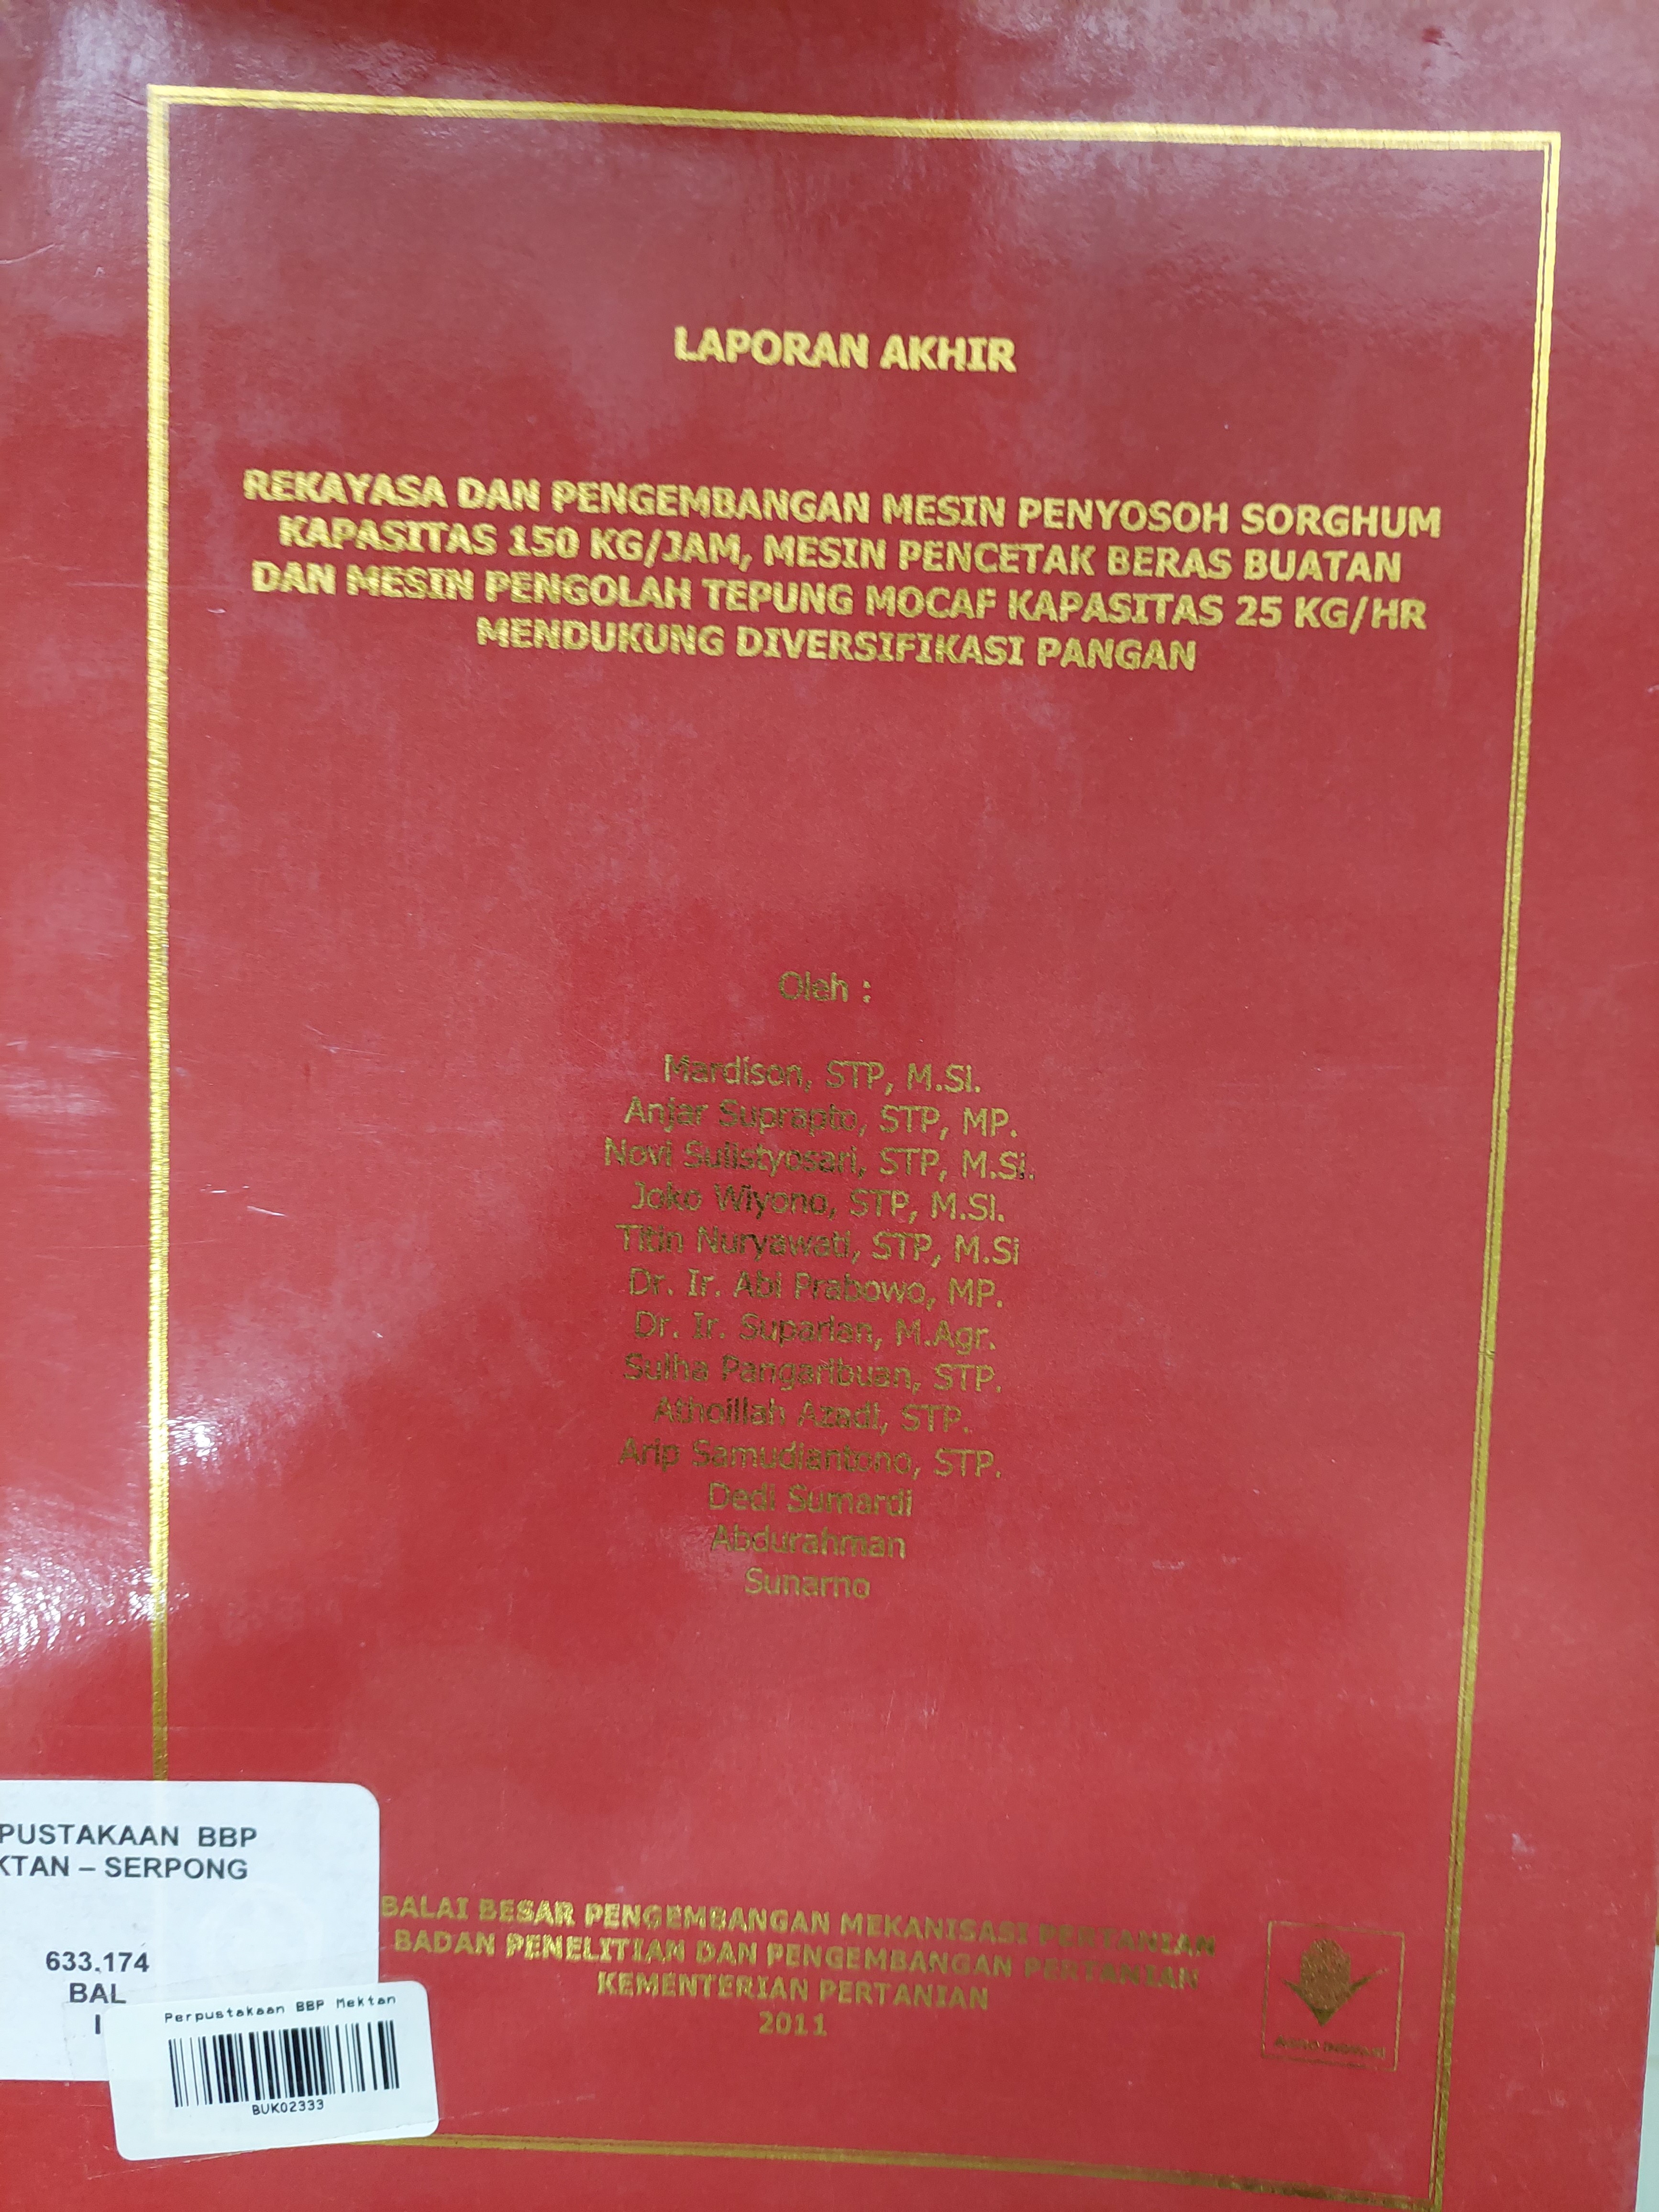 LAPORAN AKHIR
REKAYASA DAN PENGEMBANGAN MESIN PENYOSOH SORGHUM
KAPASITAS 150 KG/JAM, MESIN PENCETAK BERAS BUATAN
DAN MESIN PENGOLAH TEPUNG MOCAF KAPASITAS 25 KG/HR
MENDUKUNG DIVERSIFIKASI PANGAN
Oleh :
Mardison, STP, M.Si.
Anjar Suprapto, STP, MP.
Novi Sulistyosari, STP, M.Si.
Joko Wiyono, STP, M.Si.
Titin Nuryawati, STP, M.Si
Dr. Ir. Abi Prabowo, MP.
Dr. Ir. Suparlan, M.Agr.
Sulha Pangaribuan, STP.
Athoillah Azadi, STP.
Arip Samudiantono, STP.
Dedi Sumardi
Abdurahman
Sunarno
PUSTAKAAN BBP
KTAN – SERPONG
633.174
BAL
Perpustakaan BBP Mektan
BUK02333
BALAI BESAR PENGEMBANGAN MEKANISASI PERTANIAN
BADAN PENELITIAN DAN PENGEMBANGAN PERTANIAN
KEMENTERIAN PERTANIAN
2011